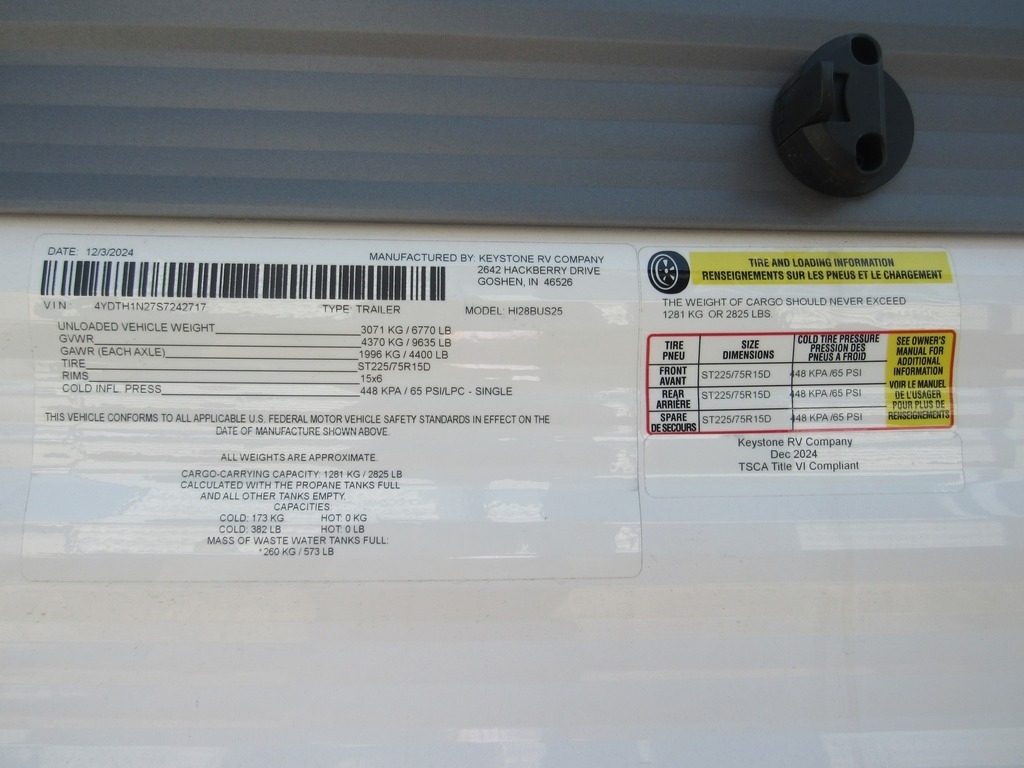 DATE: 12/3/2024
MANUFACTURED BY: KEYSTONE RV COMPANY
2642 HACKBERRY DRIVE
GOSHEN, IN 46526
V I N: 4YDTH1N27S7242717 TYPE: TRAILER MODEL: HI28BUS25
UNLOADED VEHICLE WEIGHT 3071 KG / 6770 LB
GVWR 4370 KG / 9635 LB
GAWR (EACH AXLE) 1996 KG / 4400 LB
TIRE ST225/75R15D
RIMS 15x6
COLD INFL. PRESS 448 KPA / 65 PSI/LPC - SINGLE
THIS VEHICLE CONFORMS TO ALL APPLICABLE U.S. FEDERAL MOTOR VEHICLE SAFETY STANDARDS IN EFFECT ON THE
DATE OF MANUFACTURE SHOWN ABOVE.
ALL WEIGHTS ARE APPROXIMATE.
CARGO-CARRYING CAPACITY: 1281 KG / 2825 LB
CALCULATED WITH THE PROPANE TANKS FULL
AND ALL OTHER TANKS EMPTY.
CAPACITIES:
COLD: 173 KG HOT: 0 KG
COLD: 382 LB HOT: 0 LB
MASS OF WASTE WATER TANKS FULL:
*260 KG / 573 LB
TIRE AND LOADING INFORMATION
RENSEIGNEMENTS SUR LES PNEUS ET LE CHARGEMENT
THE WEIGHT OF CARGO SHOULD NEVER EXCEED
1281 KG OR 2825 LBS.
TIRE
PNEU
SIZE
DIMENSIONS
COLD TIRE PRESSURE
PRESSION DES
PNEUS A FROID
FRONT
AVANT
ST225/75R15D 448 KPA /65 PSI
REAR
ARRIÈRE
ST225/75R15D 448 KPA /65 PSI
SPARE
DE SECOURS
ST225/75R15D 448 KPA /65 PSI
SEE OWNER'S
MANUAL FOR
ADDITIONAL
INFORMATION
VOIR LE MANUEL
DE L'USAGER
POUR PLUS DE
RENSEIGNEMENTS
Keystone RV Company
Dec 2024
TSCA Title VI Compliant